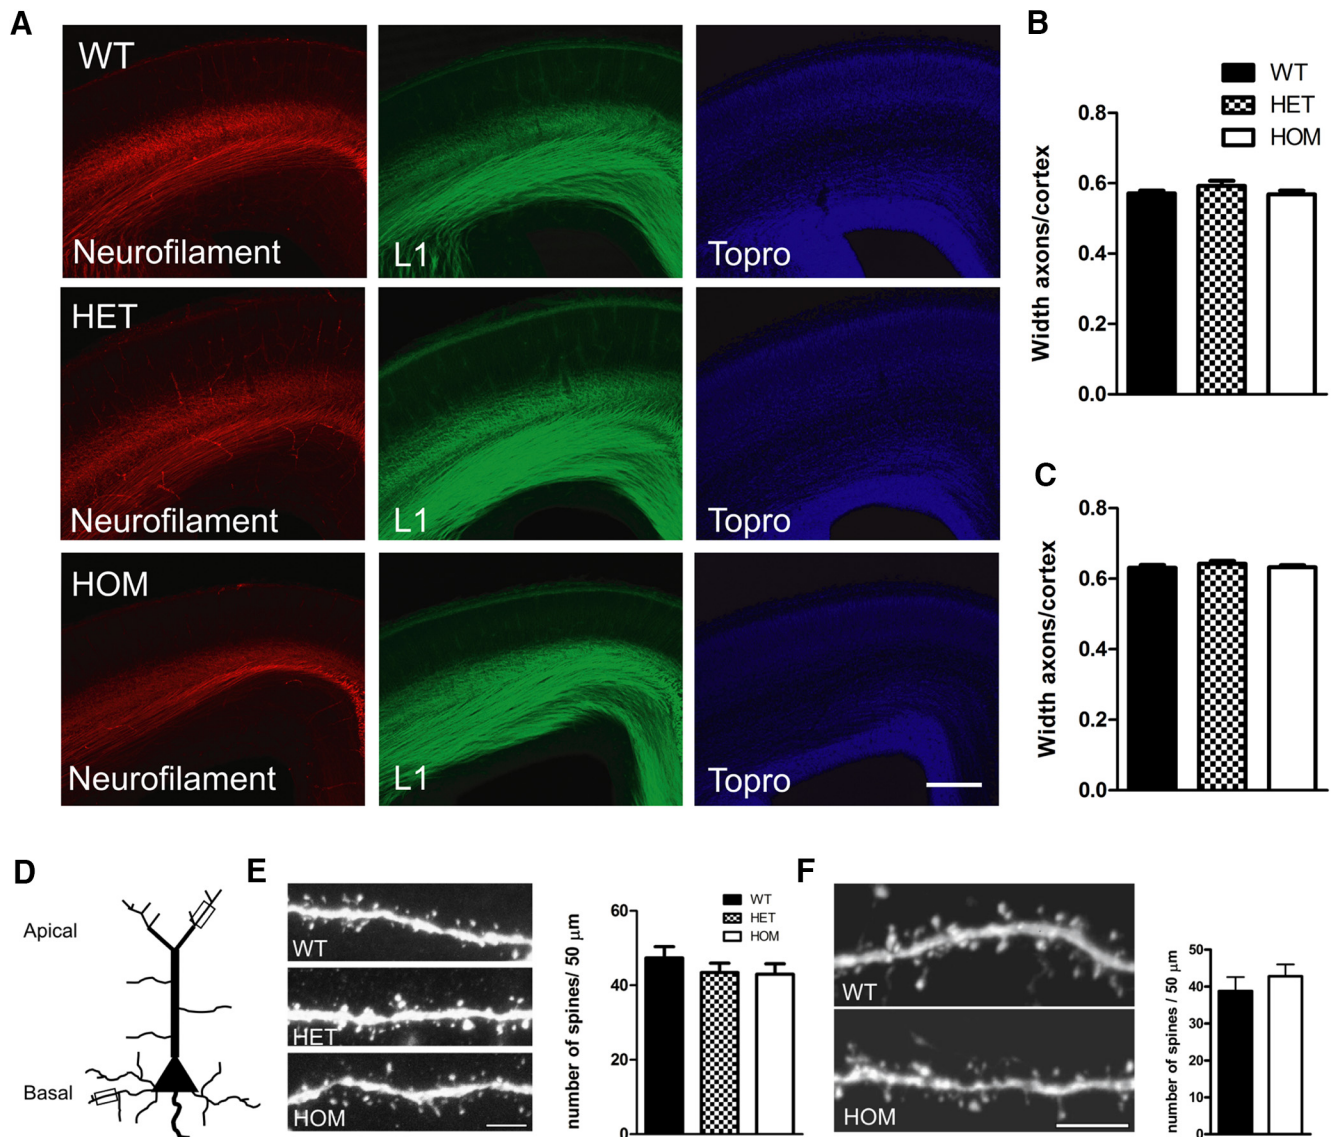 A
WT
Neurofilament
L1
Topro
HET
Neurofilament
L1
Topro
HOM
Neurofilament
L1
Topro
B
WT
HET
HOM
Width axons/cortex
0.8
0.6
0.4
0.2
0.0
C
Width axons/cortex
0.8
0.6
0.4
0.2
0.0
D
Apical
Basal
E
WT
HET
HOM
WT
HET
HOM
number of spines/ 50 µm
60
40
20
0
F
WT
HOM
number of spines / 50 µm
50
40
30
20
10
0